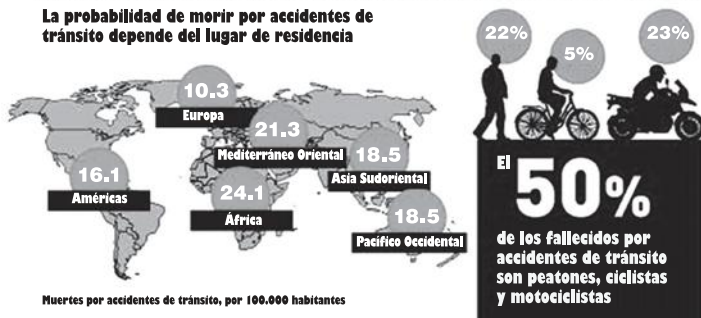 La probabilidad de morir por accidentes de
tránsito depende del lugar de residencia
10.3
Europa
21.3
Mediterráneo Oriental
18.5
Asia Sudoriental
16.1
Américas
24.1
África
18.5
Pacífico Occidental
Muertes por accidentes de tránsito, por 100.000 habitantes
22%
5%
23%
El
50%
de los fallecidos por
accidentes de tránsito
son peatones, ciclistas
y motociclistas